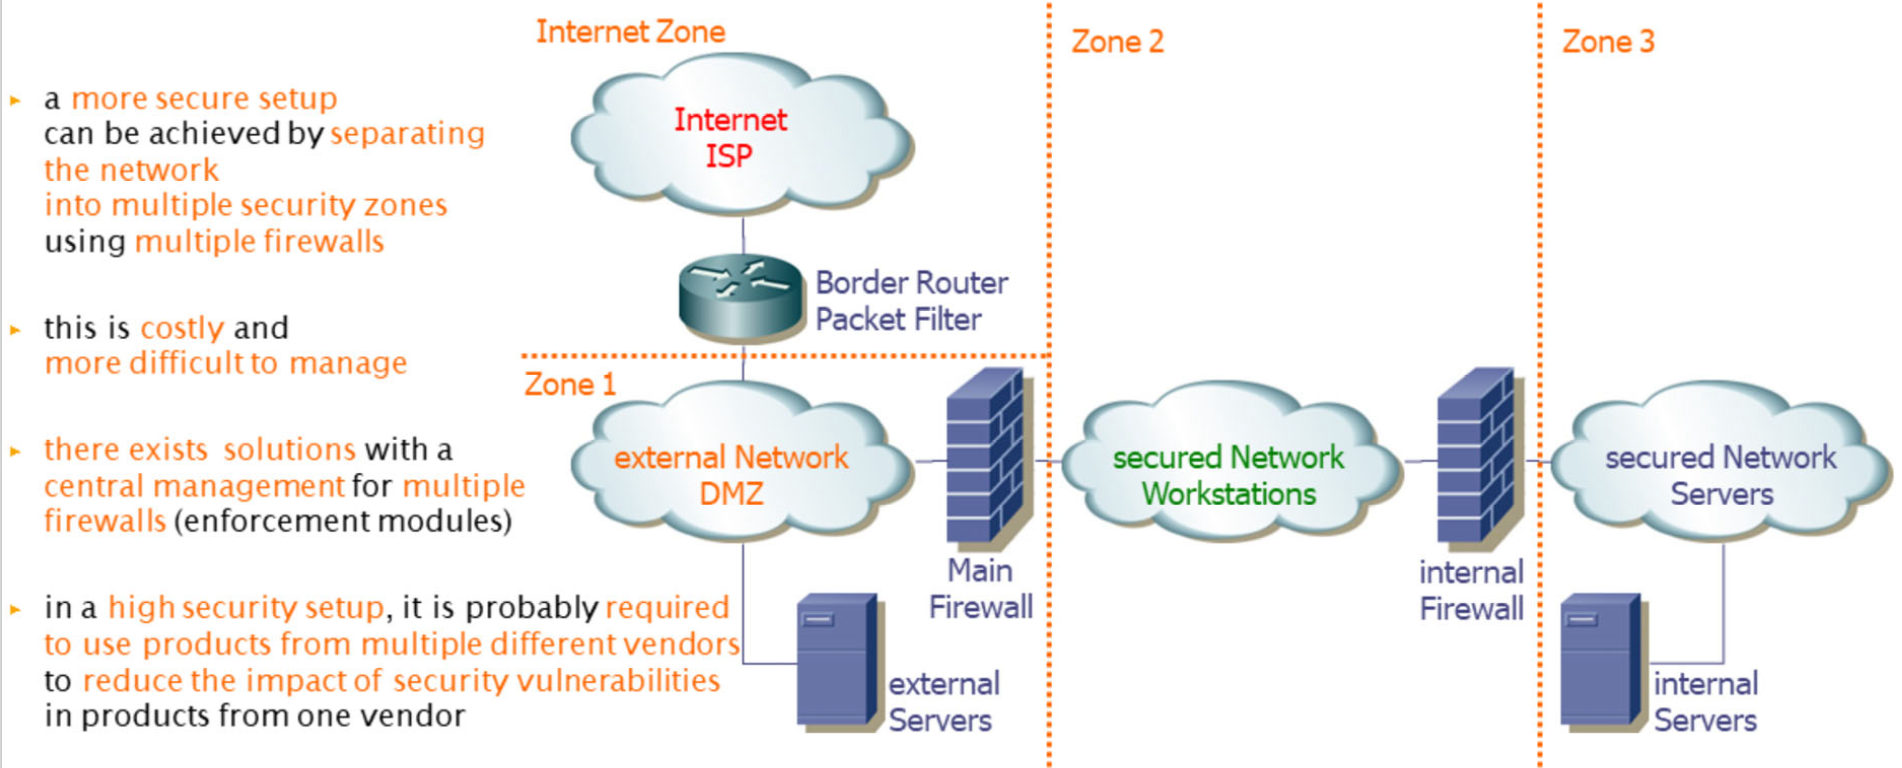 a more secure setup
can be achieved by separating
the network
into multiple security zones
using multiple firewalls
this is costly and
more difficult to manage
there exists solutions with a
central management for multiple
firewalls (enforcement modules)
in a high security setup, it is probably required
to use products from multiple different vendors
to reduce the impact of security vulnerabilities
in products from one vendor
Internet Zone
Internet
ISP
Border Router
Packet Filter
Zone 1
external Network
DMZ
Main
Firewall
external
Servers
Zone 2
secured Network
Workstations
internal
Firewall
Zone 3
secured Network
Servers
internal
Servers